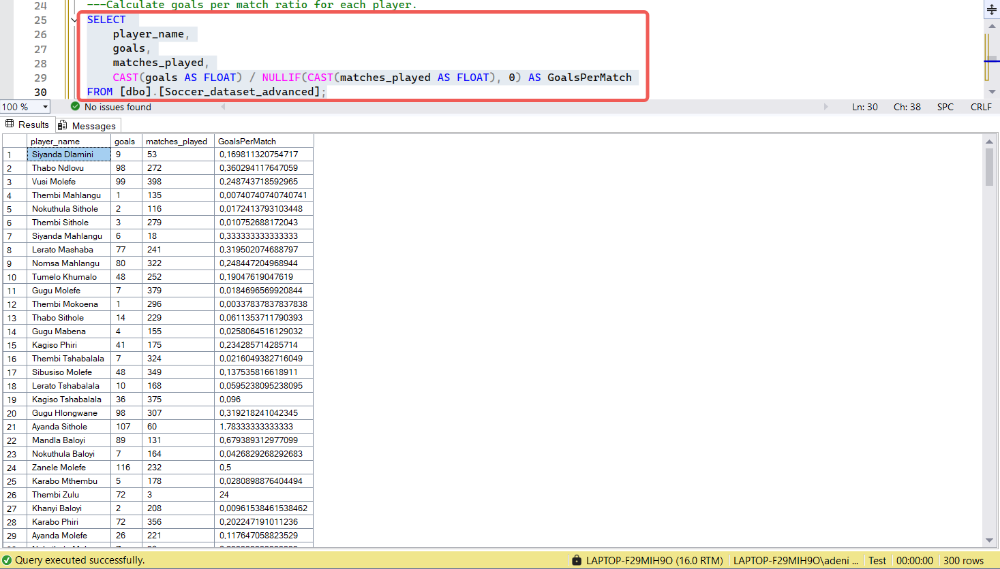 24 ---Calculate goals per match ratio for each player.
25 SELECT
26 player_name,
27 goals,
28 matches_played,
29 CAST(goals AS FLOAT) / NULLIF(CAST(matches_played AS FLOAT), 0) AS GoalsPerMatch
30 FROM [dbo].[Soccer_dataset_advanced];
100 % No issues found Ln: 30 Ch: 38 SPC CRLF
Results Messages
player_name goals matches_played GoalsPerMatch
1 Siyanda Dlamini 9 53 0,169811320754717
2 Thabo Ndlovu 98 272 0,360294117647059
3 Vusi Molefe 99 398 0,248743718592965
4 Thembi Mahlangu 1 135 0,00740740740740741
5 Nokuthula Sithole 2 116 0,0172413793103448
6 Thembi Sithole 3 279 0,010752688172043
7 Siyanda Mahlangu 6 18 0,333333333333333
8 Lerato Mashaba 77 241 0,319502074688797
9 Nomsa Mahlangu 80 322 0,248447204968944
10 Tumelo Khumalo 48 252 0,19047619047619
11 Gugu Molefe 7 379 0,0184696569920844
12 Thembi Mokoena 1 296 0,00337837837837838
13 Thabo Sithole 14 229 0,0611353711790393
14 Gugu Mabena 4 155 0,0258064516129032
15 Kagiso Phiri 41 175 0,234285714285714
16 Thembi Tshabalala 7 324 0,0216049382716049
17 Sibusiso Molefe 48 349 0,137535816618911
18 Lerato Tshabalala 10 168 0,0595238095238095
19 Kagiso Tshabalala 36 375 0,096
20 Gugu Hlongwane 98 307 0,319218241042345
21 Ayanda Sithole 107 60 1,78333333333333
22 Mandla Baloyi 89 131 0,679389312977099
23 Nokuthula Baloyi 7 164 0,0426829268292683
24 Zanele Molefe 116 232 0,5
25 Karabo Mthembu 5 178 0,0280898876404494
26 Thembi Zulu 72 3 24
27 Khanyi Baloyi 2 208 0,00961538461538462
28 Karabo Phiri 72 356 0,202247191011236
29 Ayanda Molefe 26 221 0,117647058823529
Query executed successfully. LAPTOP-F29MIH9O (16.0 RTM) LAPTOP-F29MIH9O\adeni ... Test 00:00:00 300 rows